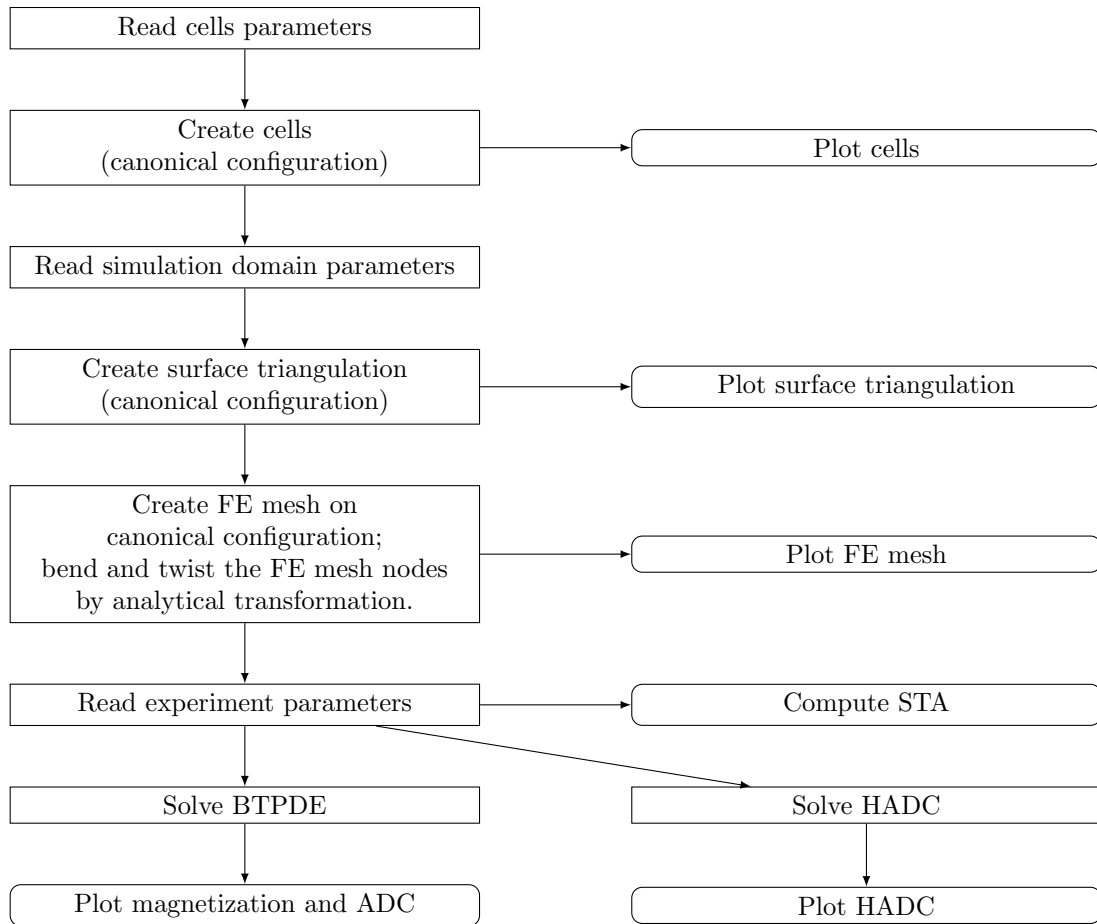 Read cells parameters
Create cells
(canonical configuration)
Plot cells
Read simulation domain parameters
Create surface triangulation
(canonical configuration)
Plot surface triangulation
Create FE mesh on
canonical configuration;
bend and twist the FE mesh nodes
by analytical transformation.
Plot FE mesh
Read experiment parameters
Compute STA
Solve BTPDE
Solve HADC
Plot magnetization and ADC
Plot HADC